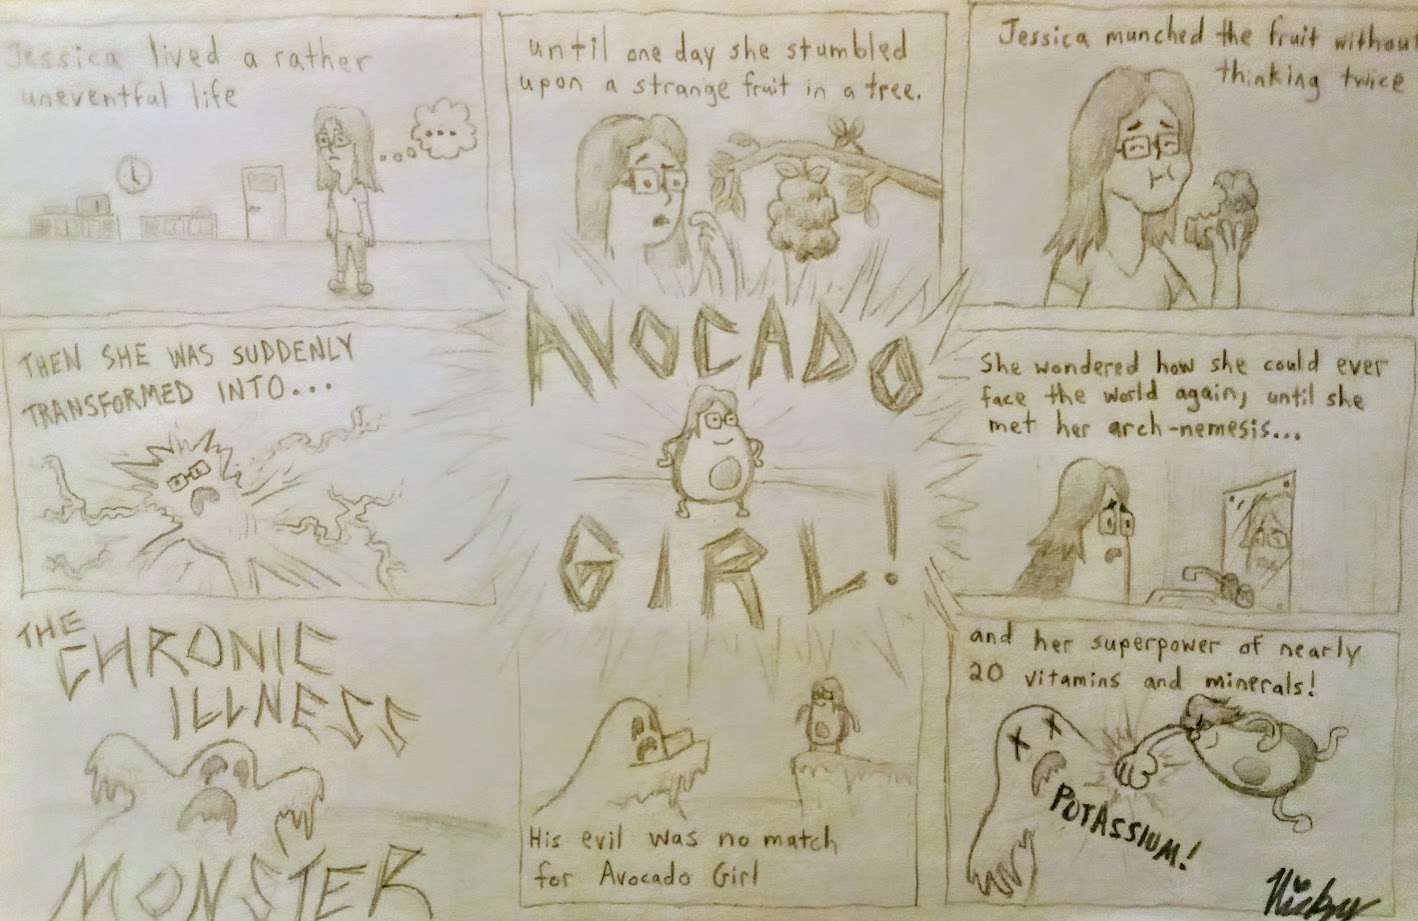 Jessica lived a rather
uneventful life
...
until one day she stumbled
upon a strange fruit in a tree.
Jessica munched the fruit without
thinking twice
THEN SHE WAS SUDDENLY
TRANSFORMED INTO...
AVOCADO
GIRL!
She wondered how she could ever
face the world again, until she
met her arch-nemesis...
THE
CHRONIC
ILLNESS
MONSTER
His evil was no match
for Avocado Girl
and her superpower of nearly
20 vitamins and minerals!
POTASSIUM!